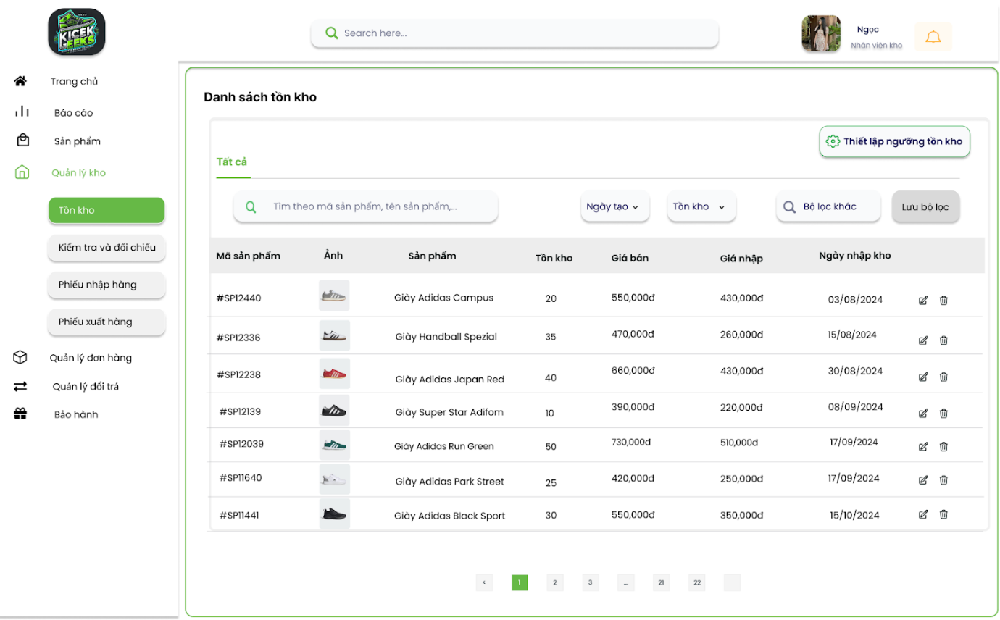 KICEK
GEEKS
Search here...
Ngọc
Nhân viên kho
Trang chủ
Báo cáo
Sản phẩm
Quản lý kho
Tồn kho
Kiểm tra và đối chiếu
Phiếu nhập hàng
Phiếu xuất hàng
Quản lý đơn hàng
Quản lý đổi trả
Bảo hành
Danh sách tồn kho
Thiết lập ngưỡng tồn kho
Tất cả
Tìm theo mã sản phẩm, tên sản phẩm,... Ngày tạo Tồn kho Bộ lọc khác Lưu bộ lọc
Mã sản phẩm Ảnh Sản phẩm Tồn kho Giá bán Giá nhập Ngày nhập kho
#SP12440 Giày Adidas Campus 20 550,000đ 430,000đ 03/08/2024
#SP12336 Giày Handball Spezial 35 470,000đ 260,000đ 15/08/2024
#SP12238 Giày Adidas Japan Red 40 660,000đ 430,000đ 30/08/2024
#SP12139 Giày Super Star Adifom 10 390,000đ 220,000đ 08/09/2024
#SP12039 Giày Adidas Run Green 50 730,000đ 510,000đ 17/09/2024
#SP11640 Giày Adidas Park Street 25 420,000đ 250,000đ 17/09/2024
#SP11441 Giày Adidas Black Sport 30 550,000đ 350,000đ 15/10/2024
‹ 1 2 3 ... 21 22